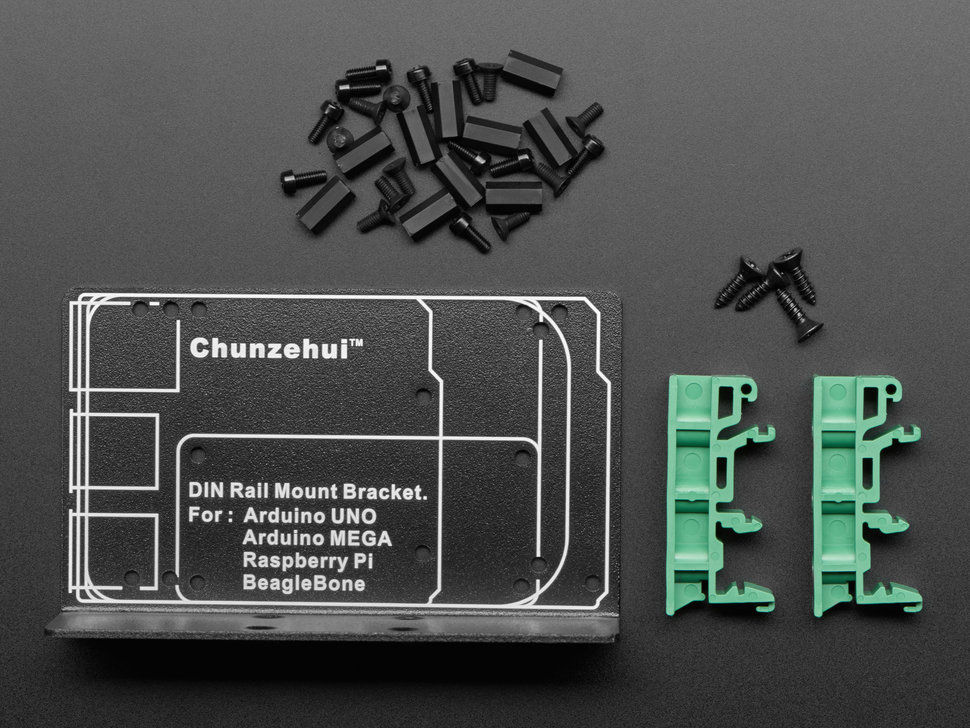 Chunzehui™
DIN Rail Mount Bracket.
For : Arduino UNO
Arduino MEGA
Raspberry Pi
BeagleBone